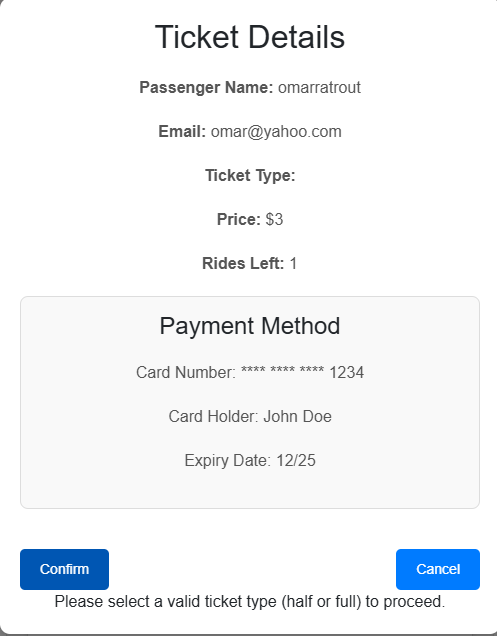 Ticket Details
Passenger Name: omarratrout
Email: omar@yahoo.com
Ticket Type:
Price: $3
Rides Left: 1
Payment Method
Card Number: **** **** **** 1234
Card Holder: John Doe
Expiry Date: 12/25
Confirm
Cancel
Please select a valid ticket type (half or full) to proceed.